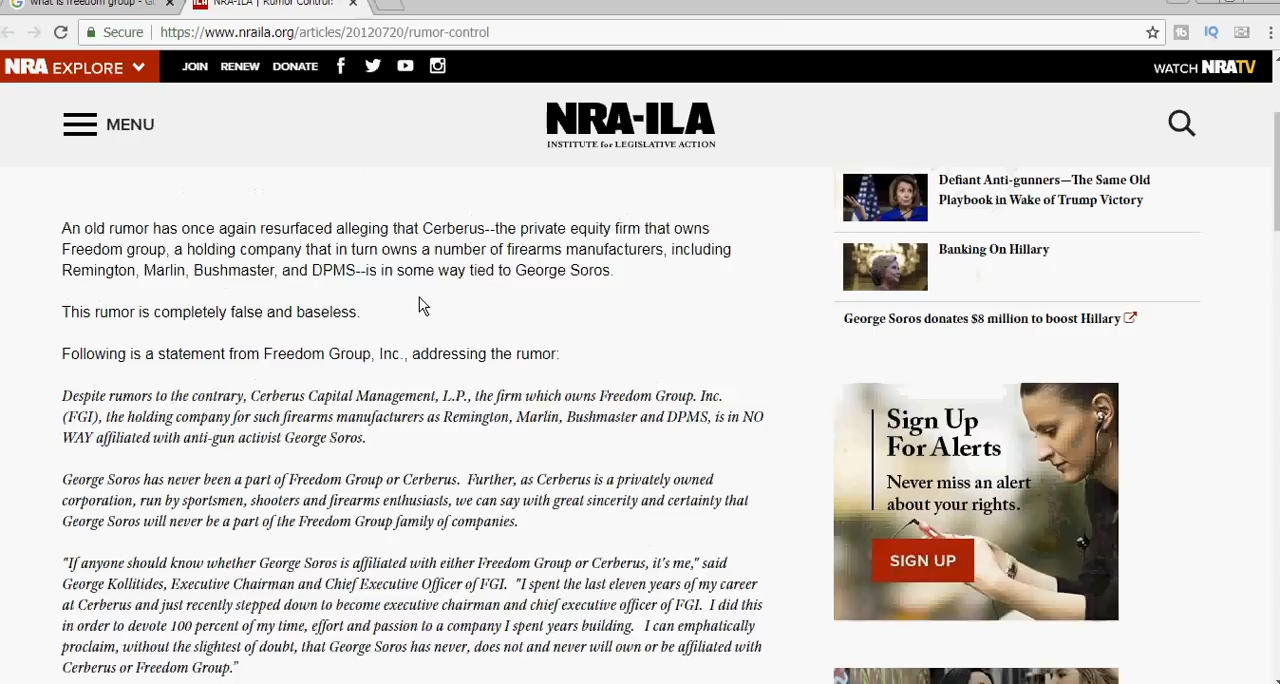 what is freedom group - G
NRA-ILA | Rumor Control:
Secure | https://www.nraila.org/articles/20120720/rumor-control
NRA EXPLORE JOIN RENEW DONATE WATCH NRATV
MENU
NRA-ILA
INSTITUTE for LEGISLATIVE ACTION
An old rumor has once again resurfaced alleging that Cerberus--the private equity firm that owns
Freedom group, a holding company that in turn owns a number of firearms manufacturers, including
Remington, Marlin, Bushmaster, and DPMS--is in some way tied to George Soros.
This rumor is completely false and baseless.
Following is a statement from Freedom Group, Inc., addressing the rumor:
Despite rumors to the contrary, Cerberus Capital Management, L.P., the firm which owns Freedom Group. Inc.
(FGI), the holding company for such firearms manufacturers as Remington, Marlin, Bushmaster and DPMS, is in NO
WAY affiliated with anti-gun activist George Soros.
George Soros has never been a part of Freedom Group or Cerberus. Further, as Cerberus is a privately owned
corporation, run by sportsmen, shooters and firearms enthusiasts, we can say with great sincerity and certainty that
George Soros will never be a part of the Freedom Group family of companies.
"If anyone should know whether George Soros is affiliated with either Freedom Group or Cerberus, it's me," said
George Kollitides, Executive Chairman and Chief Executive Officer of FGI. "I spent the last eleven years of my career
at Cerberus and just recently stepped down to become executive chairman and chief executive officer of FGI. I did this
in order to devote 100 percent of my time, effort and passion to a company I spent years building. I can emphatically
proclaim, without the slightest of doubt, that George Soros has never, does not and never will own or be affiliated with
Cerberus or Freedom Group."
Defiant Anti-gunners—The Same Old
Playbook in Wake of Trump Victory
Banking On Hillary
George Soros donates $8 million to boost Hillary
Sign Up
For Alerts
Never miss an alert
about your rights.
SIGN UP